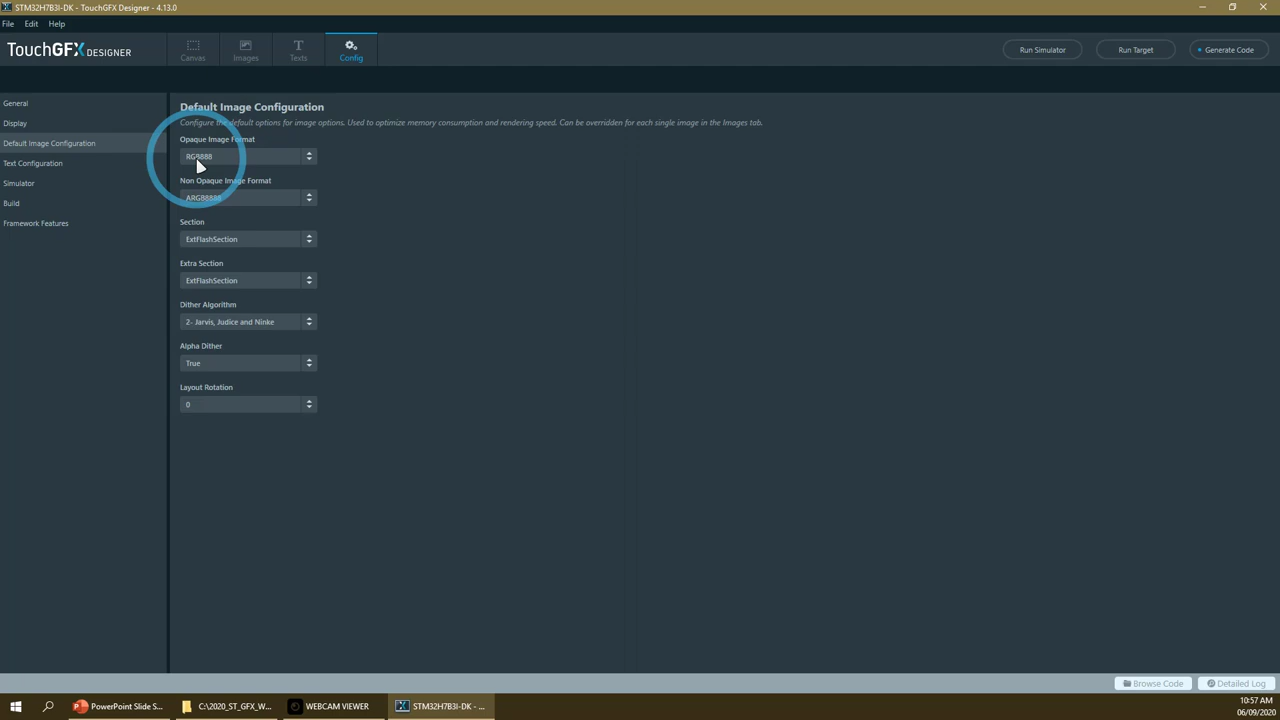 STM32H7B3I-DK - TouchGFX Designer - 4.13.0
File Edit Help
TouchGFX DESIGNER
Canvas
Images
Texts
Config
Run Simulator
Run Target
Generate Code
General
Display
Default Image Configuration
Text Configuration
Simulator
Build
Framework Features
Default Image Configuration
Configure the default options for image options. Used to optimize memory consumption and rendering speed. Can be overridden for each single image in the Images tab.
Opaque Image Format
RGB888
Non Opaque Image Format
ARGB8888
Section
ExtFlashSection
Extra Section
ExtFlashSection
Dither Algorithm
2- Jarvis, Judice and Ninke
Alpha Dither
True
Layout Rotation
0
Browse Code
Detailed Log
PowerPoint Slide S...
C:\2020_ST_GFX_W...
WEBCAM VIEWER
STM32H7B3I-DK - ...
10:57 AM
06/09/2020